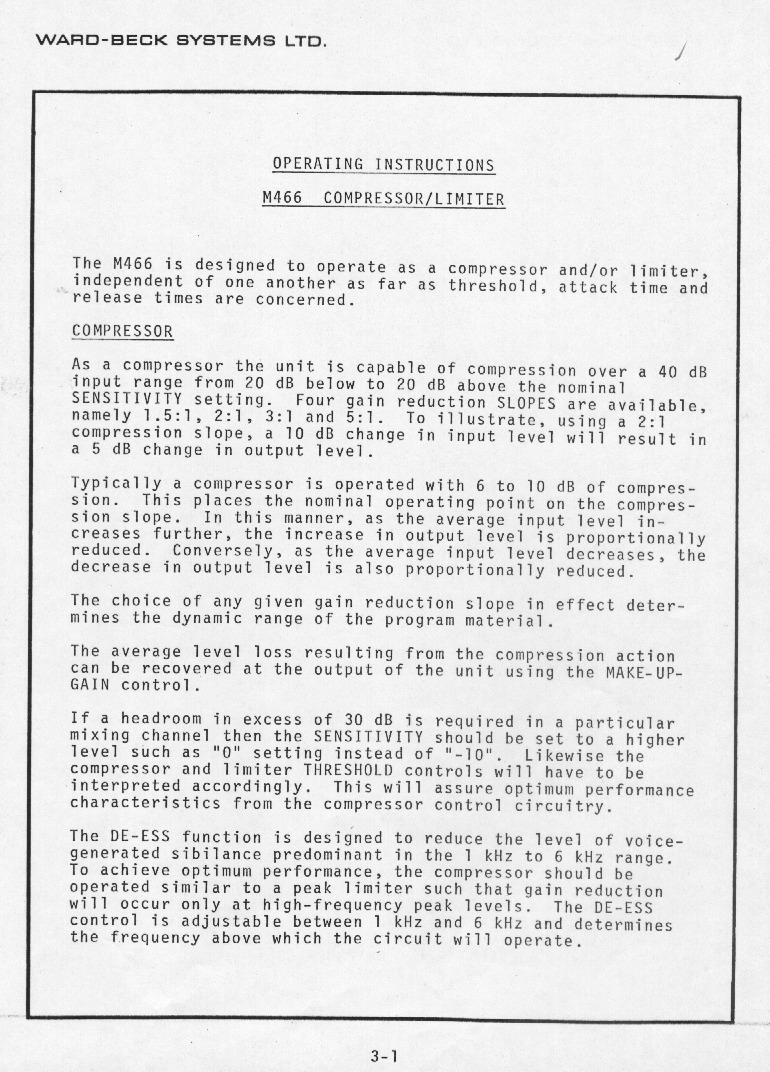 WARD-BECK SYSTEMS LTD.
OPERATING INSTRUCTIONS
M466 COMPRESSOR/LIMITER
The M466 is designed to operate as a compressor and/or limiter,
independent of one another as far as threshold, attack time and
release times are concerned.
COMPRESSOR
As a compressor the unit is capable of compression over a 40 dB
input range from 20 dB below to 20 dB above the nominal
SENSITIVITY setting. Four gain reduction SLOPES are available,
namely 1.5:1, 2:1, 3:1 and 5:1. To illustrate, using a 2:1
compression slope, a 10 dB change in input level will result in
a 5 dB change in output level.
Typically a compressor is operated with 6 to 10 dB of compres-
sion. This places the nominal operating point on the compres-
sion slope. In this manner, as the average input level in-
creases further, the increase in output level is proportionally
reduced. Conversely, as the average input level decreases, the
decrease in output level is also proportionally reduced.
The choice of any given gain reduction slope in effect deter-
mines the dynamic range of the program material.
The average level loss resulting from the compression action
can be recovered at the output of the unit using the MAKE-UP-
GAIN control.
If a headroom in excess of 30 dB is required in a particular
mixing channel then the SENSITIVITY should be set to a higher
level such as "0" setting instead of "-10". Likewise the
compressor and limiter THRESHOLD controls will have to be
interpreted accordingly. This will assure optimum performance
characteristics from the compressor control circuitry.
The DE-ESS function is designed to reduce the level of voice-
generated sibilance predominant in the 1 kHz to 6 kHz range.
To achieve optimum performance, the compressor should be
operated similar to a peak limiter such that gain reduction
will occur only at high-frequency peak levels. The DE-ESS
control is adjustable between 1 kHz and 6 kHz and determines
the frequency above which the circuit will operate.
3-1